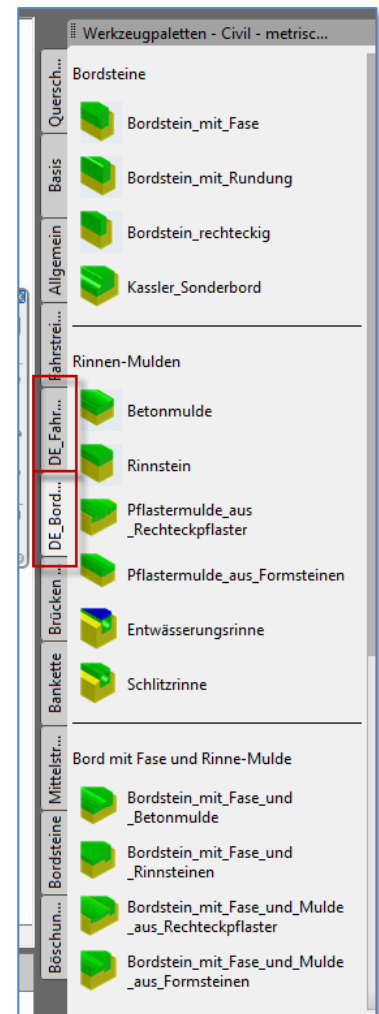 Werkzeugpaletten - Civil - metrisc...
Quersch...
Basis
Allgemein
Fahrstrei...
DE_Fahr...
DE_Bord...
Brücken ...
Bankette
Mittelstr...
Bordsteine
Böschun...
Bordsteine
Bordstein_mit_Fase
Bordstein_mit_Rundung
Bordstein_rechteckig
Kassler_Sonderbord
Rinnen-Mulden
Betonmulde
Rinnstein
Pflastermulde_aus
_Rechteckpflaster
Pflastermulde_aus_Formsteinen
Entwässerungsrinne
Schlitzrinne
Bord mit Fase und Rinne-Mulde
Bordstein_mit_Fase_und
_Betonmulde
Bordstein_mit_Fase_und
_Rinnsteinen
Bordstein_mit_Fase_und_Mulde
_aus_Rechteckpflaster
Bordstein_mit_Fase_und_Mulde
_aus_Formsteinen